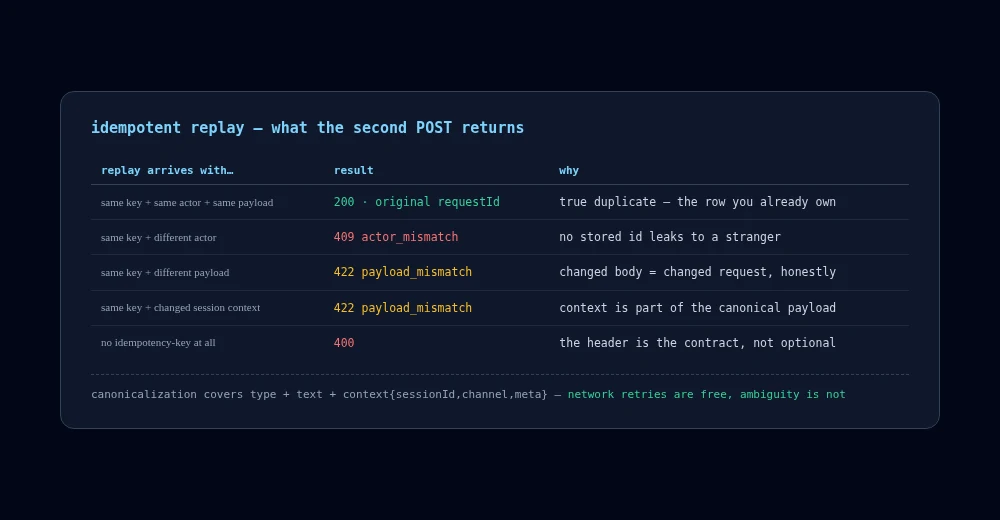 idempotent replay — what the second POST returns
replay arrives with… result why
same key + same actor + same payload 200 · original requestId true duplicate — the row you already own
same key + different actor 409 actor_mismatch no stored id leaks to a stranger
same key + different payload 422 payload_mismatch changed body = changed request, honestly
same key + changed session context 422 payload_mismatch context is part of the canonical payload
no idempotency-key at all 400 the header is the contract, not optional
canonicalization covers type + text + context{sessionId,channel,meta} — network retries are free, ambiguity is not